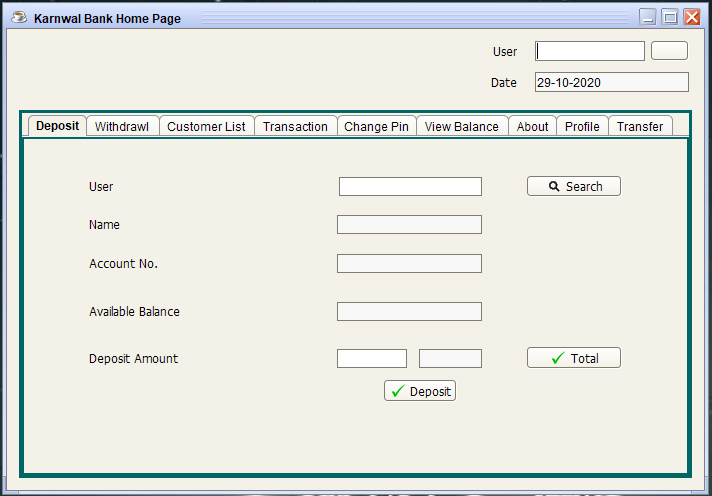 Karnwal Bank Home Page
User
Date 29-10-2020
Deposit Withdrawl Customer List Transaction Change Pin View Balance About Profile Transfer
User Search
Name
Account No.
Available Balance
Deposit Amount Total
Deposit